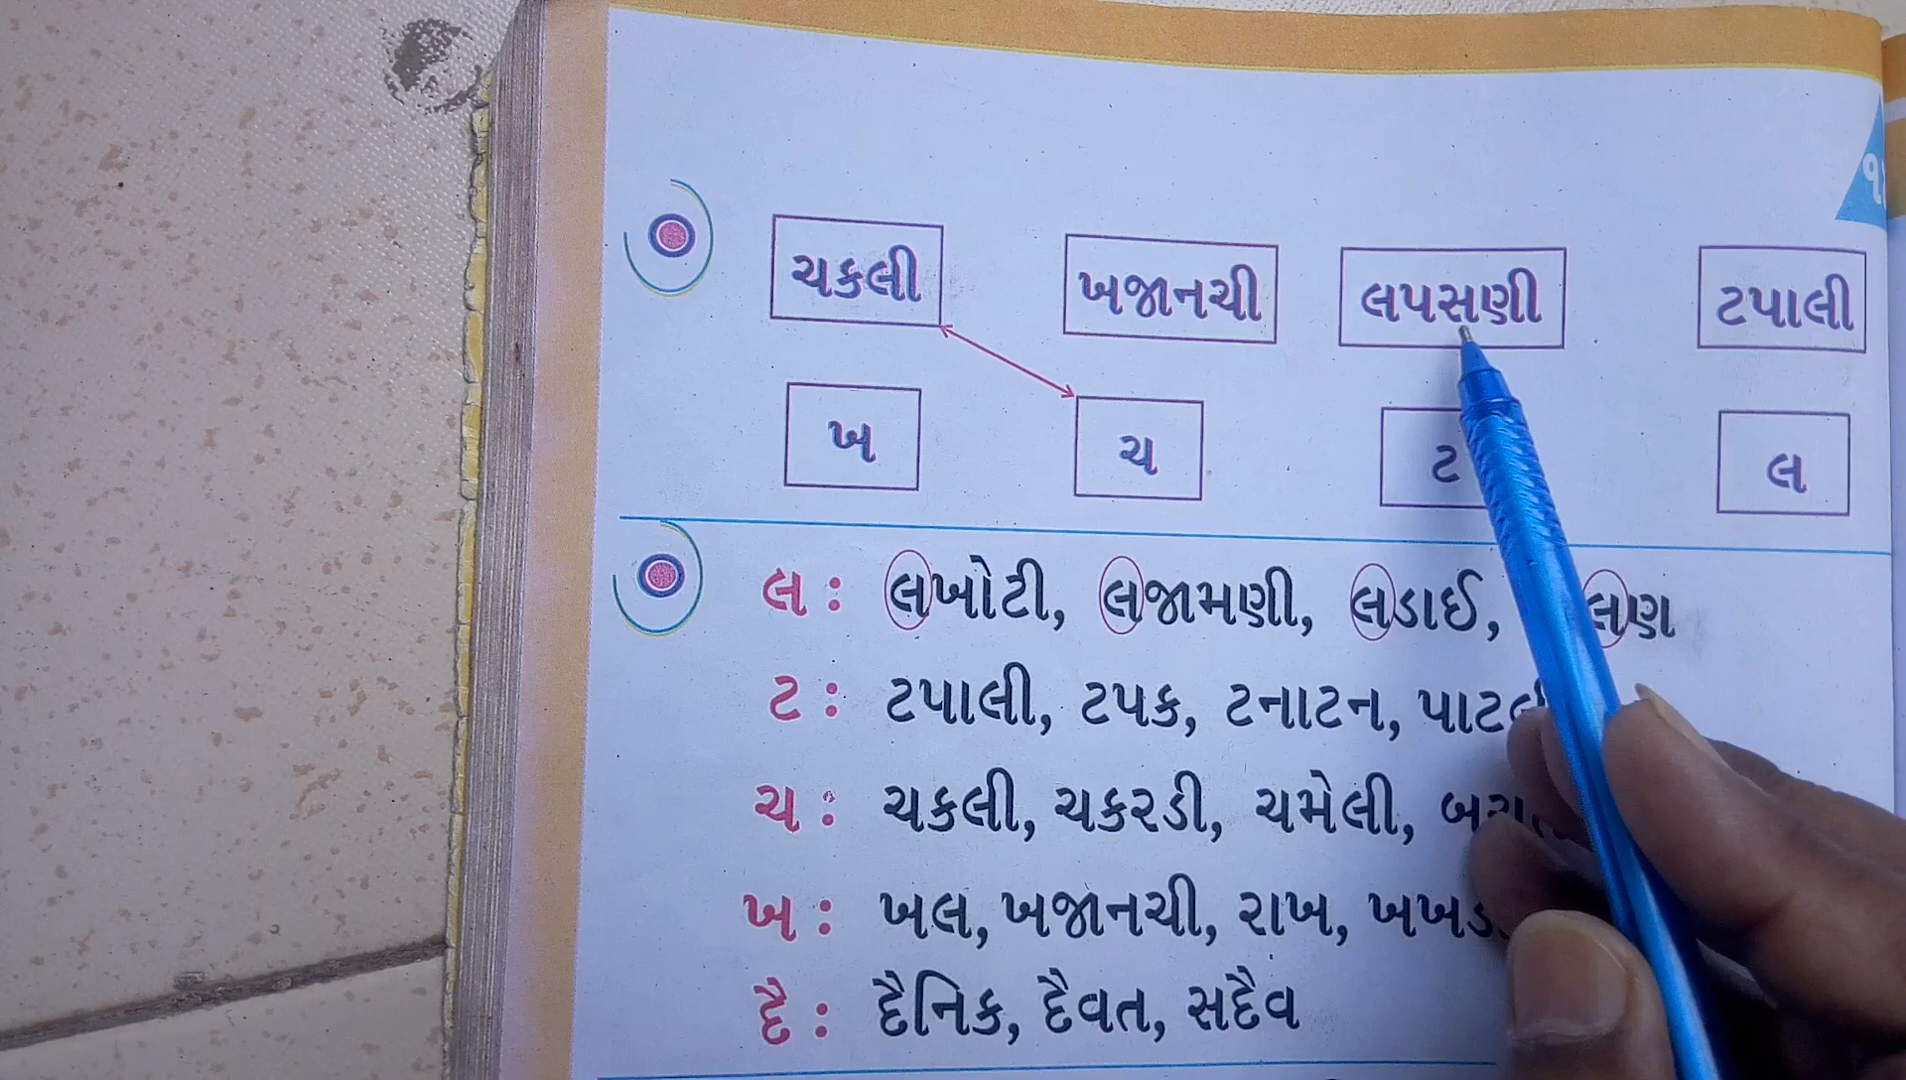 ચકલી ખજાનચી લપસણી ટપાલી
ખ ચ ટ લ
લ : લખોટી, લજામણી, લડાઈ,
ટ : ટપાલી, ટપક, ટનાટન,
ચ : ચકલી, ચકરડી, ચમેલી,
ખ : ખલ, ખજાનચી, રાખ,
દૈ : દૈનિક, દૈવત, સદૈવ